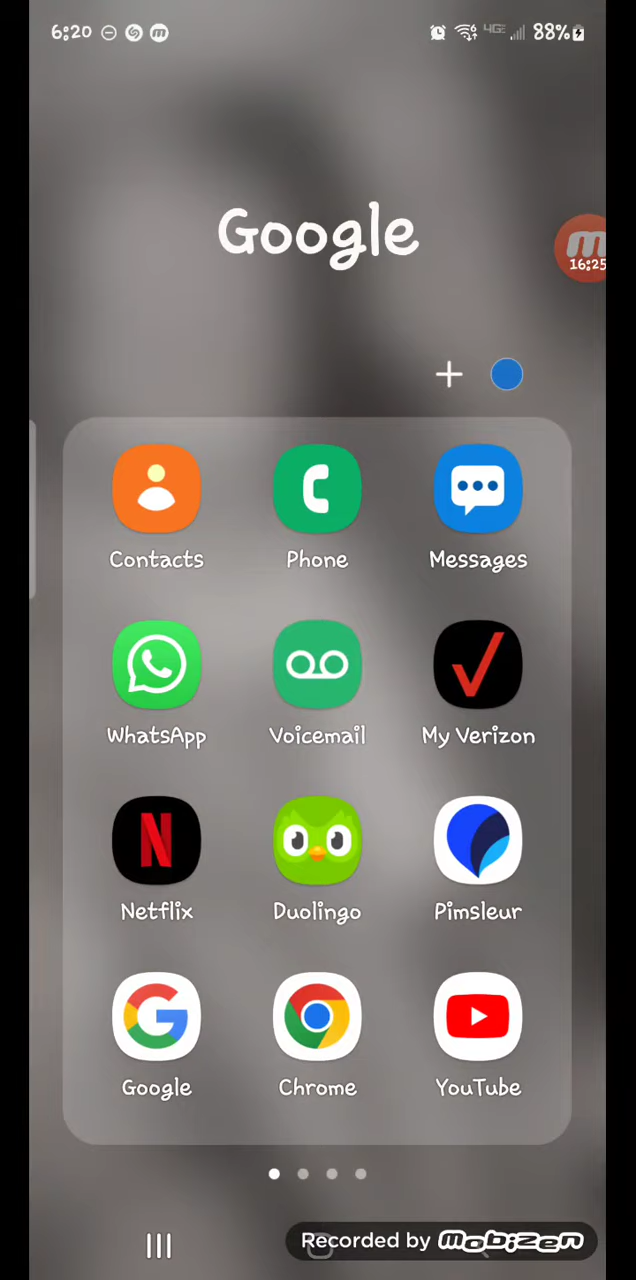 6:20 4GE 88%
Google
16:25
Contacts Phone Messages
WhatsApp Voicemail My Verizon
Netflix Duolingo Pimsleur
Google Chrome YouTube
Recorded by mobizen